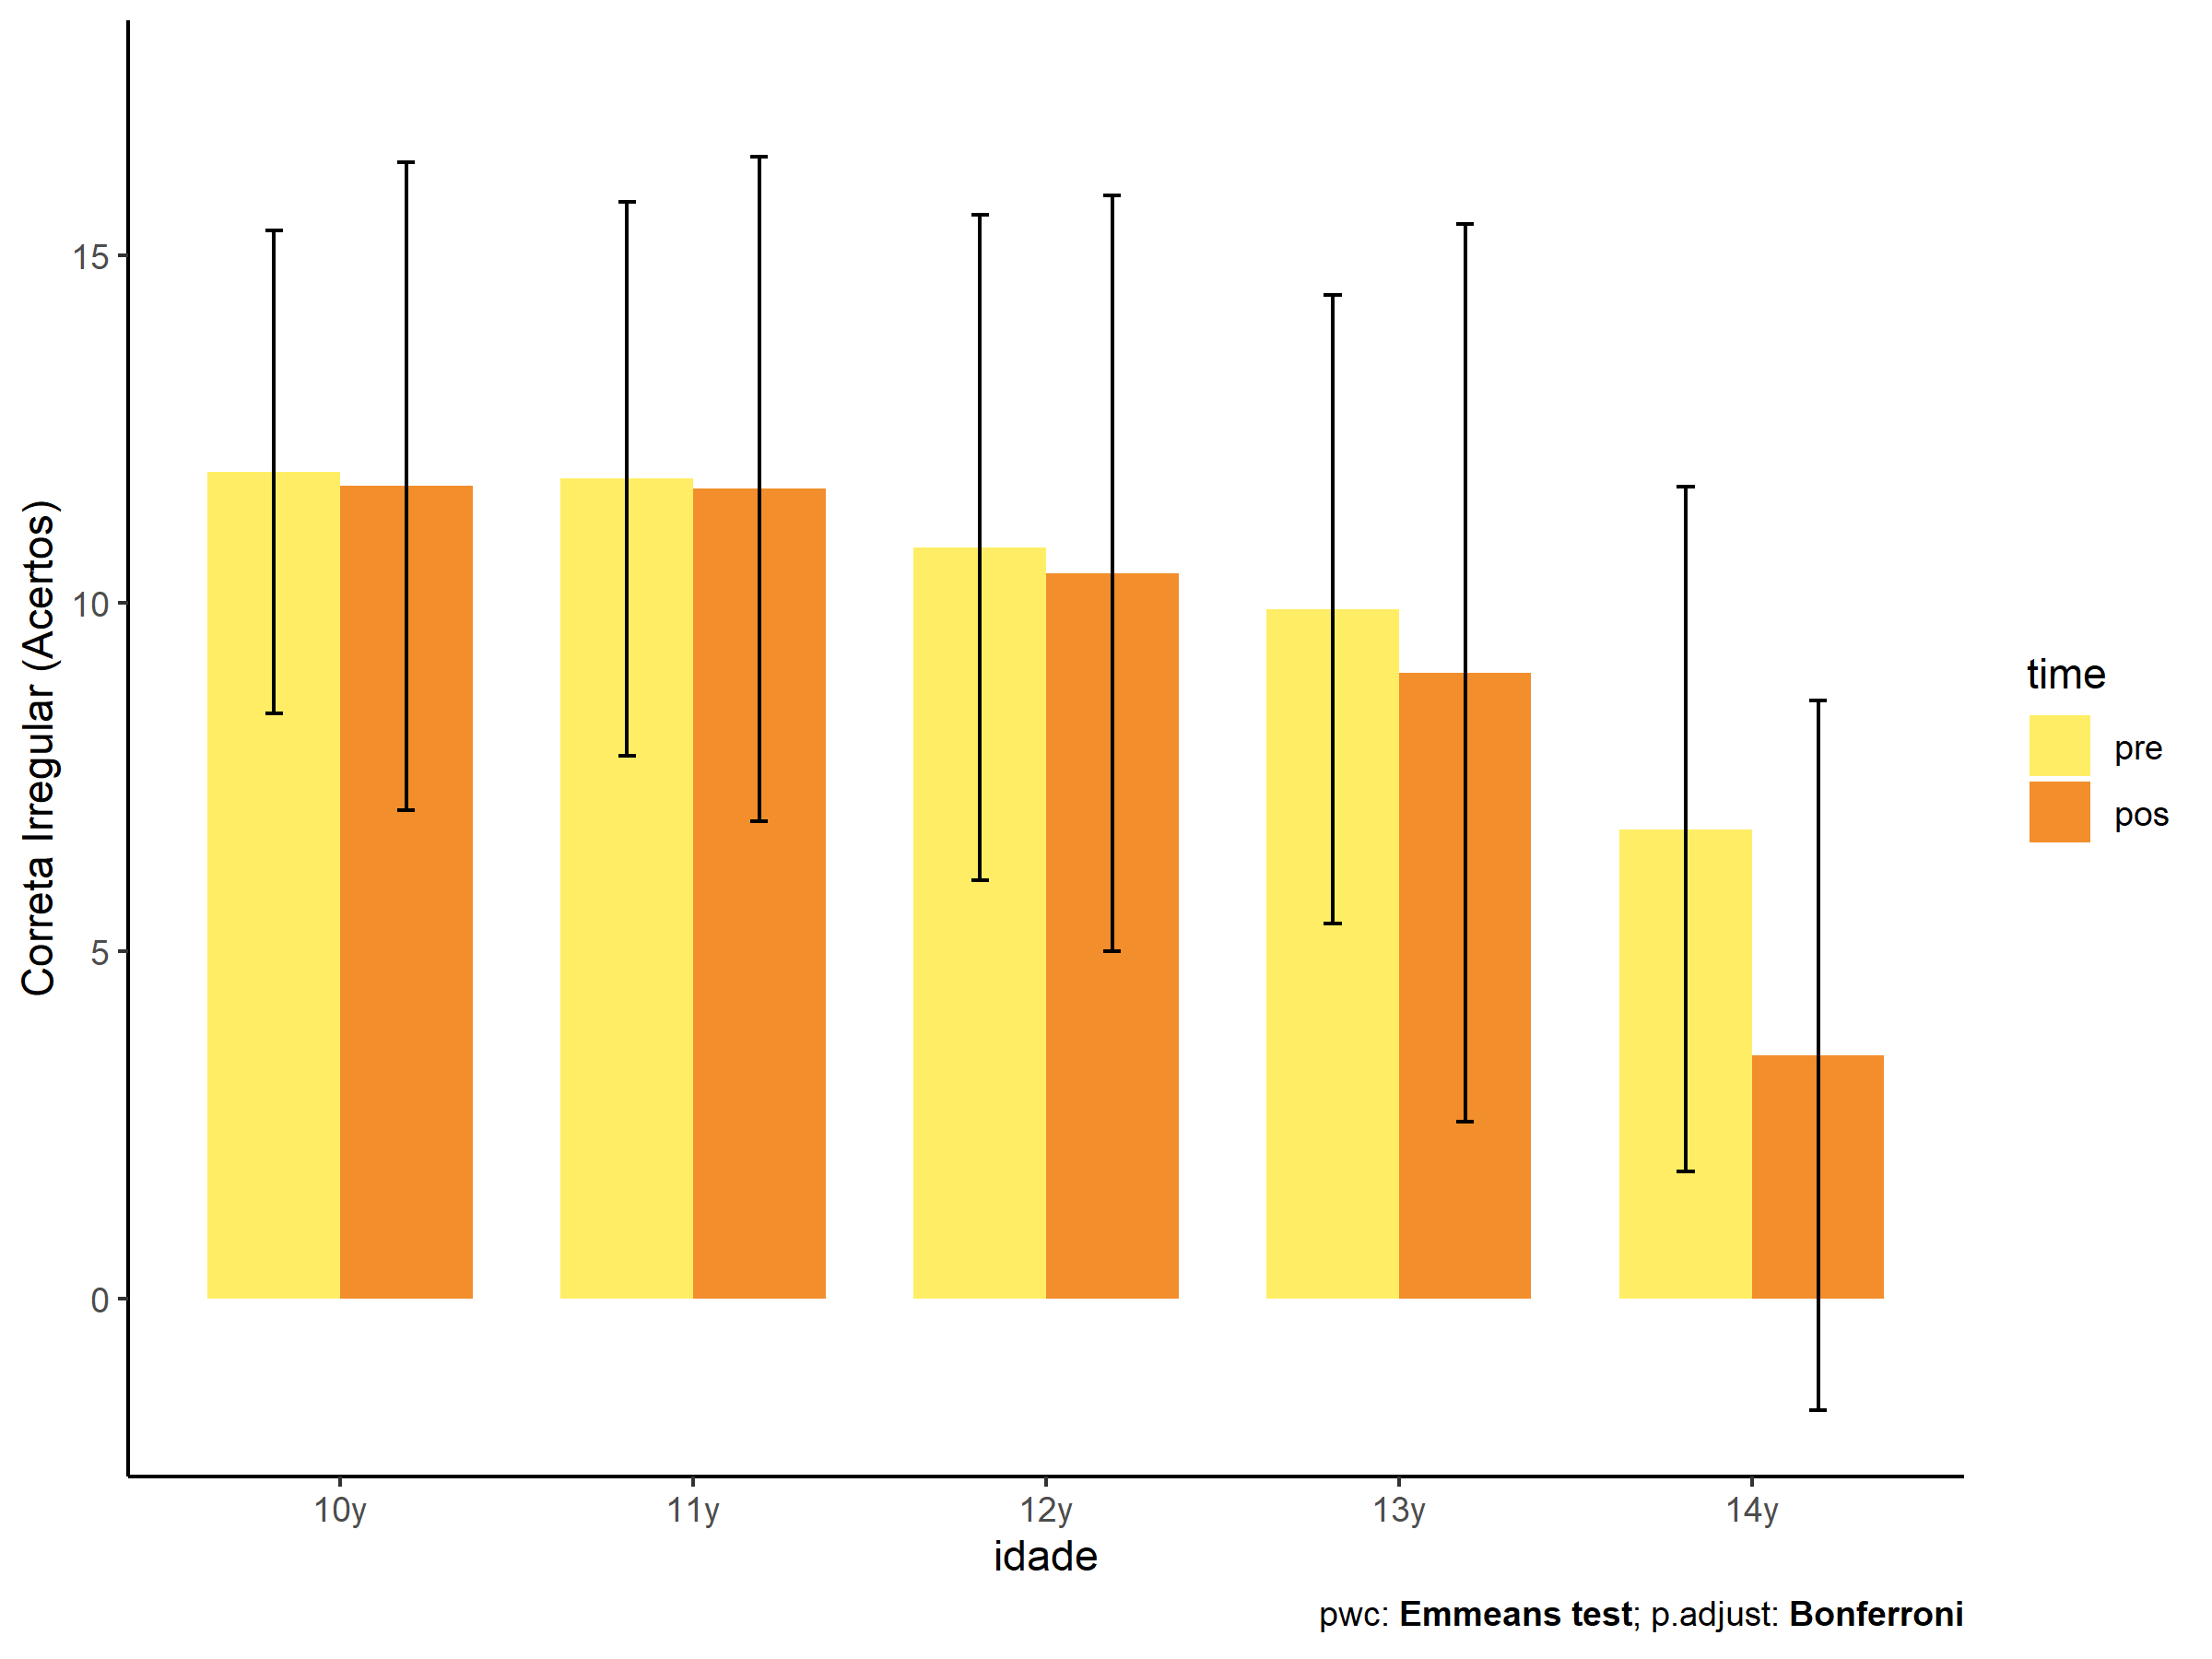 Correta Irregular (Acertos)
15
10
5
0
10y
11y
12y
13y
14y
idade
time
pre
pos
pwc: Emmeans test; p.adjust: Bonferroni